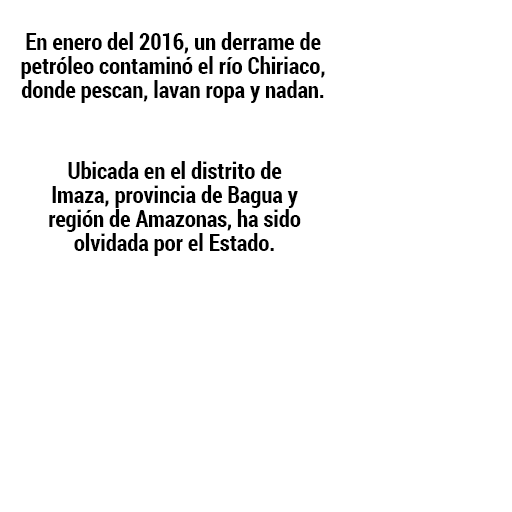 En enero del 2016, un derrame de
petróleo contaminó el río Chiriaco,
donde pescan, lavan ropa y nadan.
Ubicada en el distrito de
Imaza, provincia de Bagua y
región de Amazonas, ha sido
olvidada por el Estado.